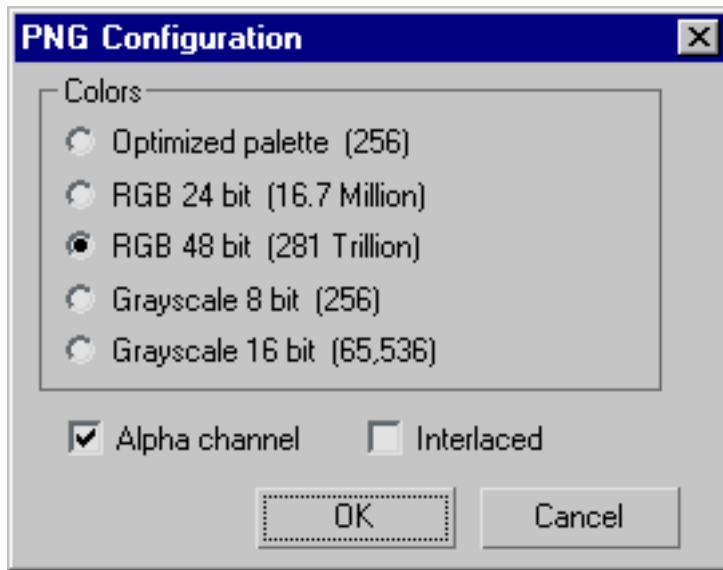 PNG Configuration
Colors
Optimized palette (256)
RGB 24 bit (16.7 Million)
RGB 48 bit (281 Trillion)
Grayscale 8 bit (256)
Grayscale 16 bit (65,536)
Alpha channel Interlaced
OK Cancel